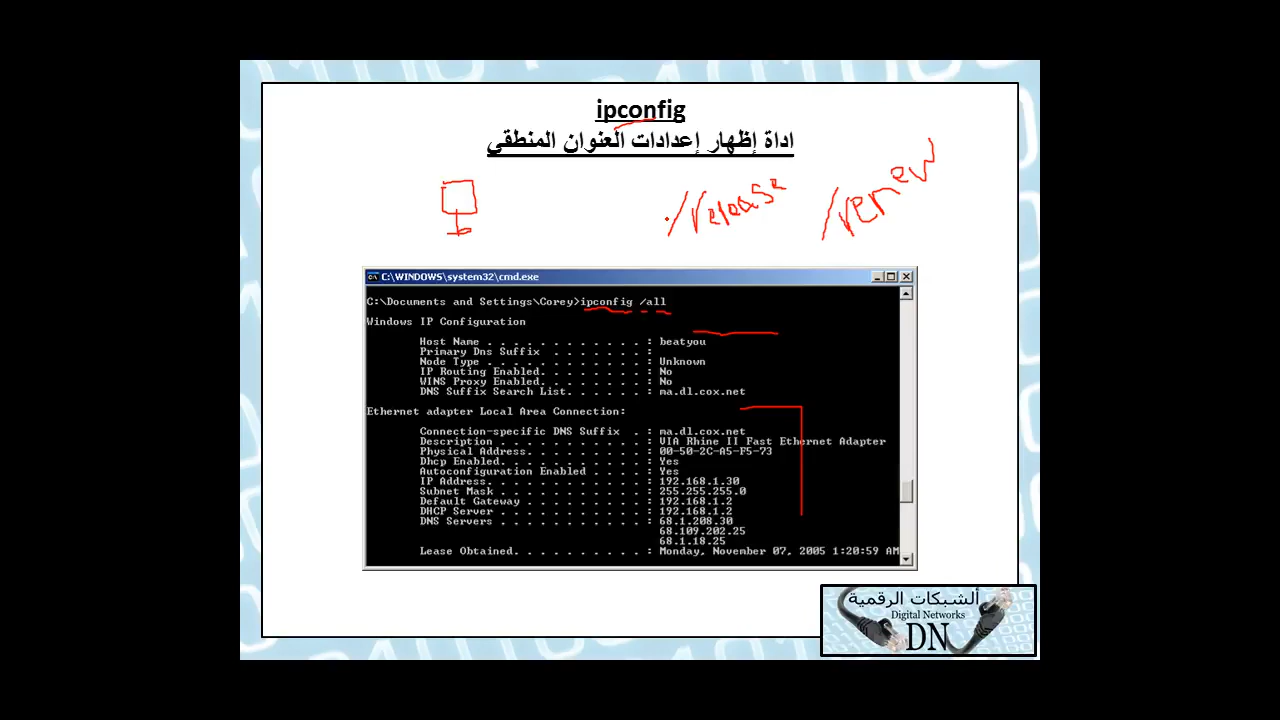 ipconfig
اداة إظهار إعدادات العنوان المنطقي
/release /renew
C:\WINDOWS\system32\cmd.exe
C:\Documents and Settings\Corey>ipconfig /all
Windows IP Configuration
Host Name . . . . . . . . . . . . : beatyou
Primary Dns Suffix . . . . . . . :
Node Type . . . . . . . . . . . . : Unknown
IP Routing Enabled. . . . . . . . : No
WINS Proxy Enabled. . . . . . . . : No
DNS Suffix Search List. . . . . . : ma.dl.cox.net
Ethernet adapter Local Area Connection:
Connection-specific DNS Suffix . : ma.dl.cox.net
Description . . . . . . . . . . . : VIA Rhine II Fast Ethernet Adapter
Physical Address. . . . . . . . . : 00-50-2C-A5-F5-73
Dhcp Enabled. . . . . . . . . . . : Yes
Autoconfiguration Enabled . . . . : Yes
IP Address. . . . . . . . . . . . : 192.168.1.30
Subnet Mask . . . . . . . . . . . : 255.255.255.0
Default Gateway . . . . . . . . . : 192.168.1.2
DHCP Server . . . . . . . . . . . : 192.168.1.2
DNS Servers . . . . . . . . . . . : 68.1.208.30
68.109.202.25
68.1.18.25
Lease Obtained. . . . . . . . . . : Monday, November 07, 2005 1:20:59 AM
ألشبكات الرقمية
Digital Networks
DN